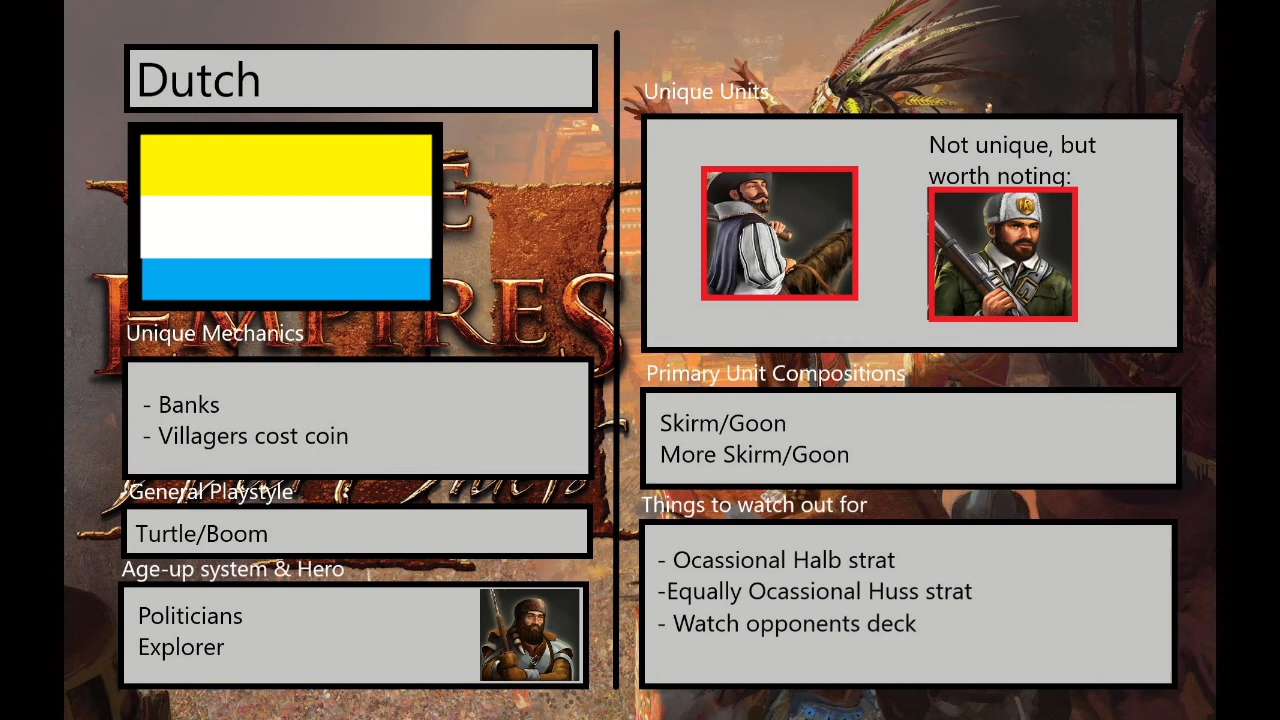 Dutch
Unique Mechanics
- Banks
- Villagers cost coin
General Playstyle
Turtle/Boom
Age-up system & Hero
Politicians
Explorer
Unique Units
Not unique, but
worth noting:
Primary Unit Compositions
Skirm/Goon
More Skirm/Goon
Things to watch out for
- Ocassional Halb strat
-Equally Ocassional Huss strat
- Watch opponents deck
EMPIRES